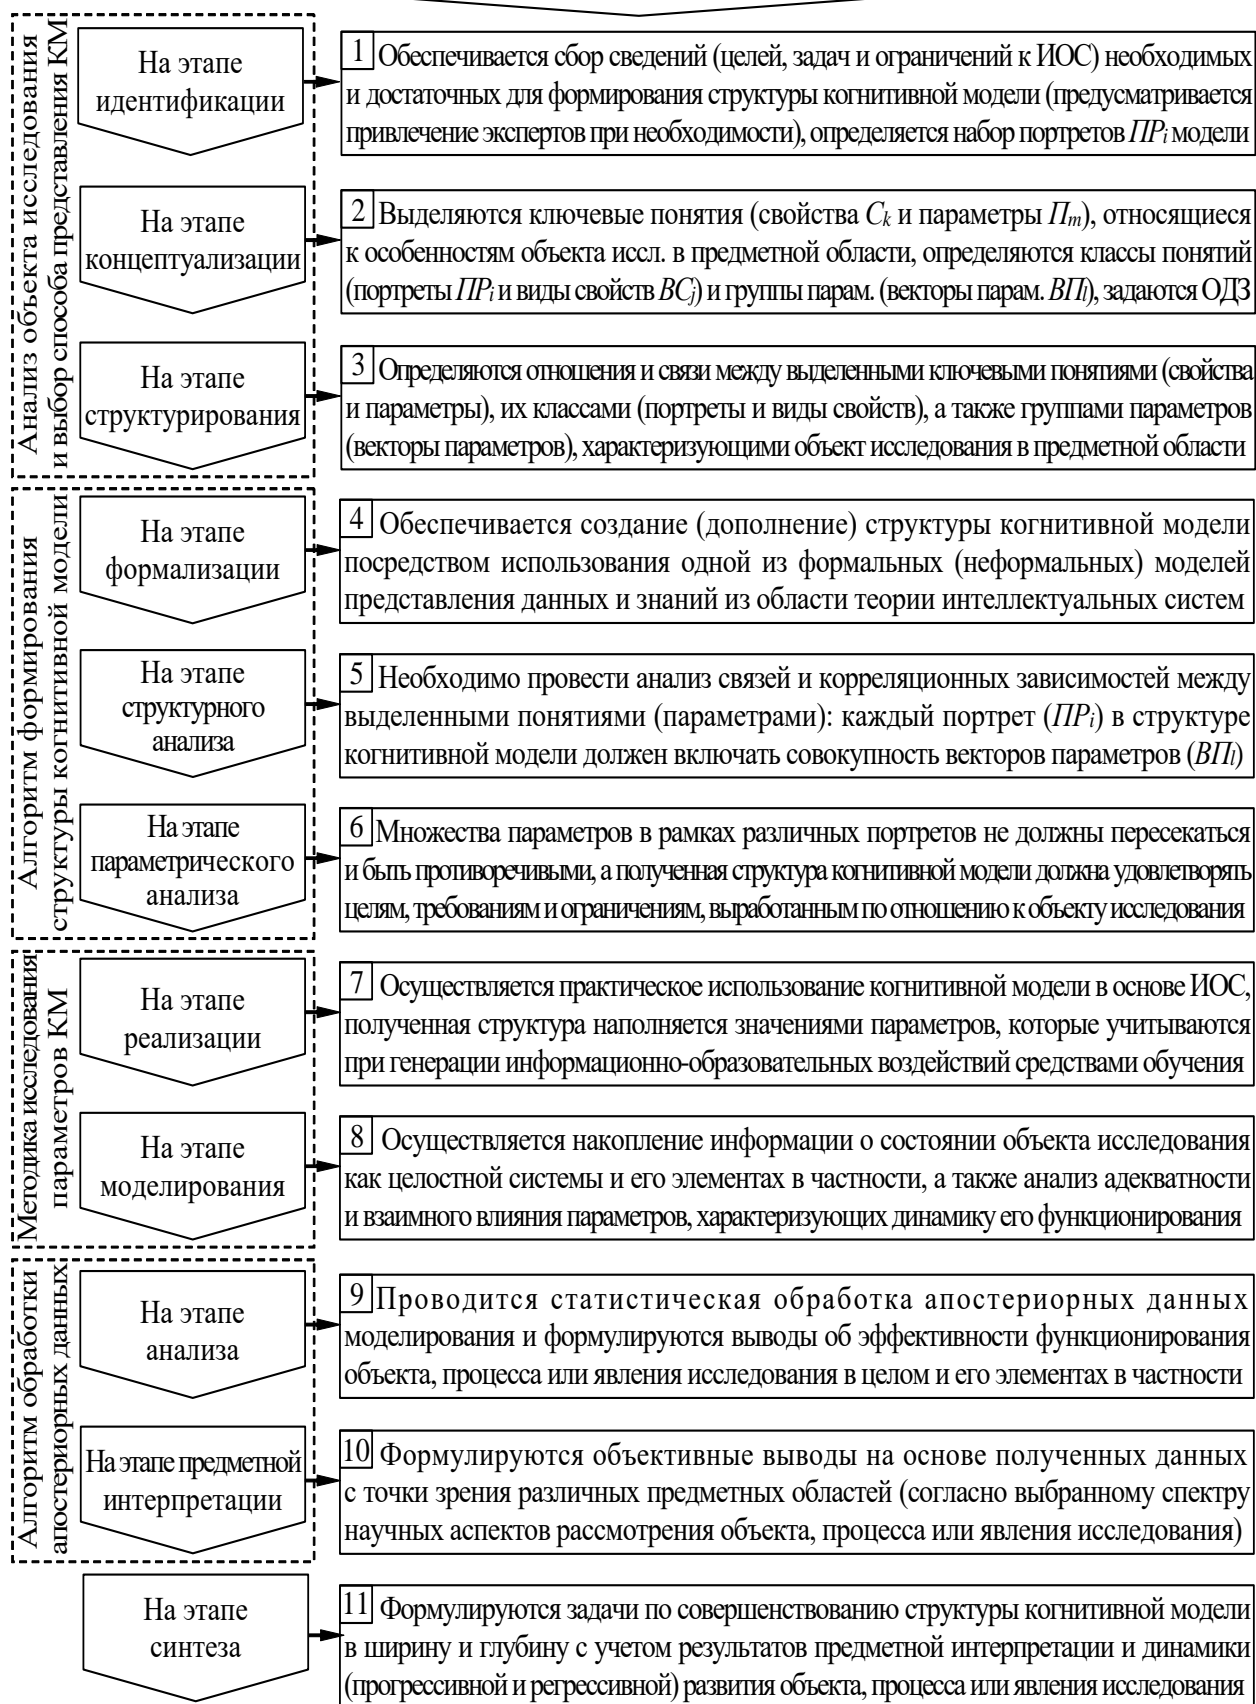 Анализ объекта исследования
и выбор способа представления КМ
На этапе
идентификации
1 Обеспечивается сбор сведений (целей, задач и ограничений к ИОС) необходимых
и достаточных для формирования структуры когнитивной модели (предусматривается
привлечение экспертов при необходимости), определяется набор портретов ПРi модели
На этапе
концептуализации
2 Выделяются ключевые понятия (свойства Ck и параметры Пm), относящиеся
к особенностям объекта иссл. в предметной области, определяются классы понятий
(портреты ПРi и виды свойств ВСj) и группы парам. (векторы парам. ВПl), задаются ОДЗ
На этапе
структурирования
3 Определяются отношения и связи между выделенными ключевыми понятиями (свойства
и параметры), их классами (портреты и виды свойств), а также группами параметров
(векторы параметров), характеризующими объект исследования в предметной области
Алгоритм формирования
структуры когнитивной модели
На этапе
формализации
4 Обеспечивается создание (дополнение) структуры когнитивной модели
посредством использования одной из формальных (неформальных) моделей
представления данных и знаний из области теории интеллектуальных систем
На этапе
структурного
анализа
5 Необходимо провести анализ связей и корреляционных зависимостей между
выделенными понятиями (параметрами): каждый портрет (ПРi) в структуре
когнитивной модели должен включать совокупность векторов параметров (ВПl)
На этапе
параметрического
анализа
6 Множества параметров в рамках различных портретов не должны пересекаться
и быть противоречивыми, а полученная структура когнитивной модели должна удовлетворять
целям, требованиям и ограничениям, выработанным по отношению к объекту исследования
Методика исследования
параметров КМ
На этапе
реализации
7 Осуществляется практическое использование когнитивной модели в основе ИОС,
полученная структура наполняется значениями параметров, которые учитываются
при генерации информационно-образовательных воздействий средствами обучения
На этапе
моделирования
8 Осуществляется накопление информации о состоянии объекта исследования
как целостной системы и его элементах в частности, а также анализ адекватности
и взаимного влияния параметров, характеризующих динамику его функционирования
Алгоритм обработки
апостериорных данных
На этапе
анализа
9 Проводится статистическая обработка апостериорных данных
моделирования и формулируются выводы об эффективности функционирования
объекта, процесса или явления исследования в целом и его элементах в частности
На этапе предметной
интерпретации
10 Формулируются объективные выводы на основе полученных данных
с точки зрения различных предметных областей (согласно выбранному спектру
научных аспектов рассмотрения объекта, процесса или явления исследования)
На этапе
синтеза
11 Формулируются задачи по совершенствованию структуры когнитивной модели
в ширину и глубину с учетом результатов предметной интерпретации и динамики
(прогрессивной и регрессивной) развития объекта, процесса или явления исследования